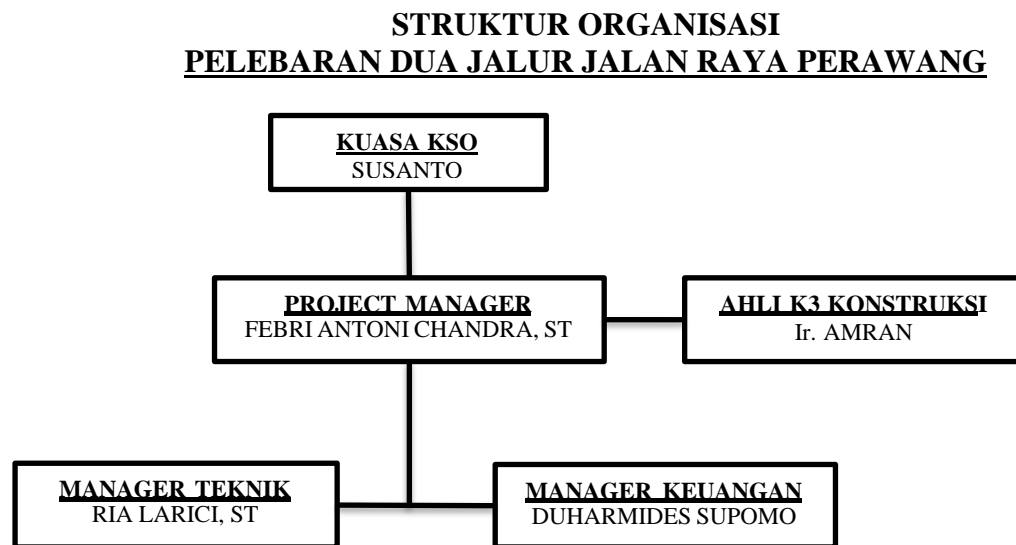 STRUKTUR ORGANISASI
PELEBARAN DUA JALUR JALAN RAYA PERAWANG
KUASA KSO
SUSANTO
PROJECT MANAGER
FEBRI ANTONI CHANDRA, ST
AHLI K3 KONSTRUKSI
Ir. AMRAN
MANAGER TEKNIK
RIA LARICI, ST
MANAGER KEUANGAN
DUHARMIDES SUPOMO